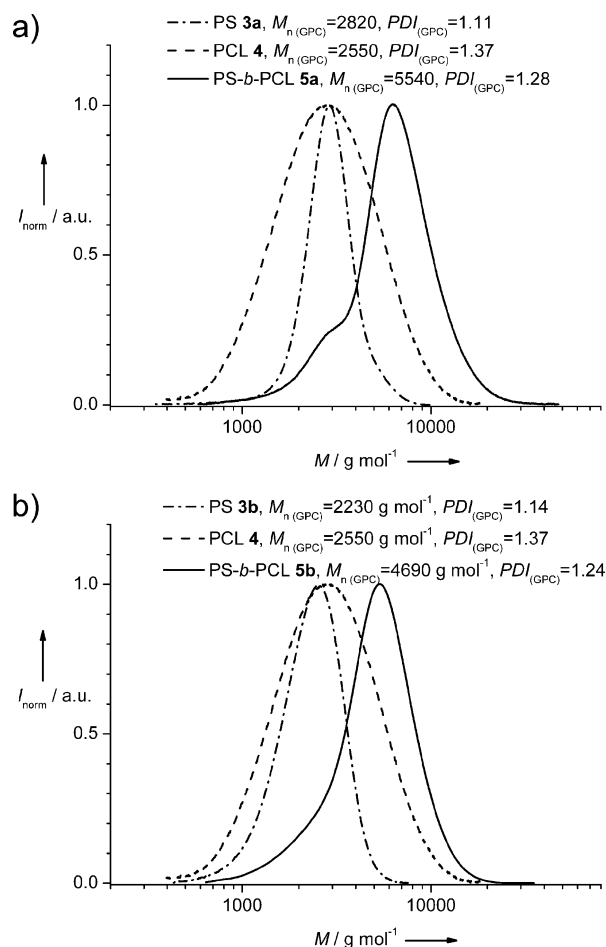 a)
PS 3a, Mn (GPC)=2820, PDI(GPC)=1.11
PCL 4, Mn (GPC)=2550, PDI(GPC)=1.37
PS-b-PCL 5a, Mn (GPC)=5540, PDI(GPC)=1.28
1.0
Inorm / a.u.
0.5
0.0
1000 10000
M / g mol-1
b)
PS 3b, Mn (GPC)=2230 g mol-1, PDI(GPC)=1.14
PCL 4, Mn (GPC)=2550 g mol-1, PDI(GPC)=1.37
PS-b-PCL 5b, Mn (GPC)=4690 g mol-1, PDI(GPC)=1.24
1.0
Inorm / a.u.
0.5
0.0
1000 10000
M / g mol-1